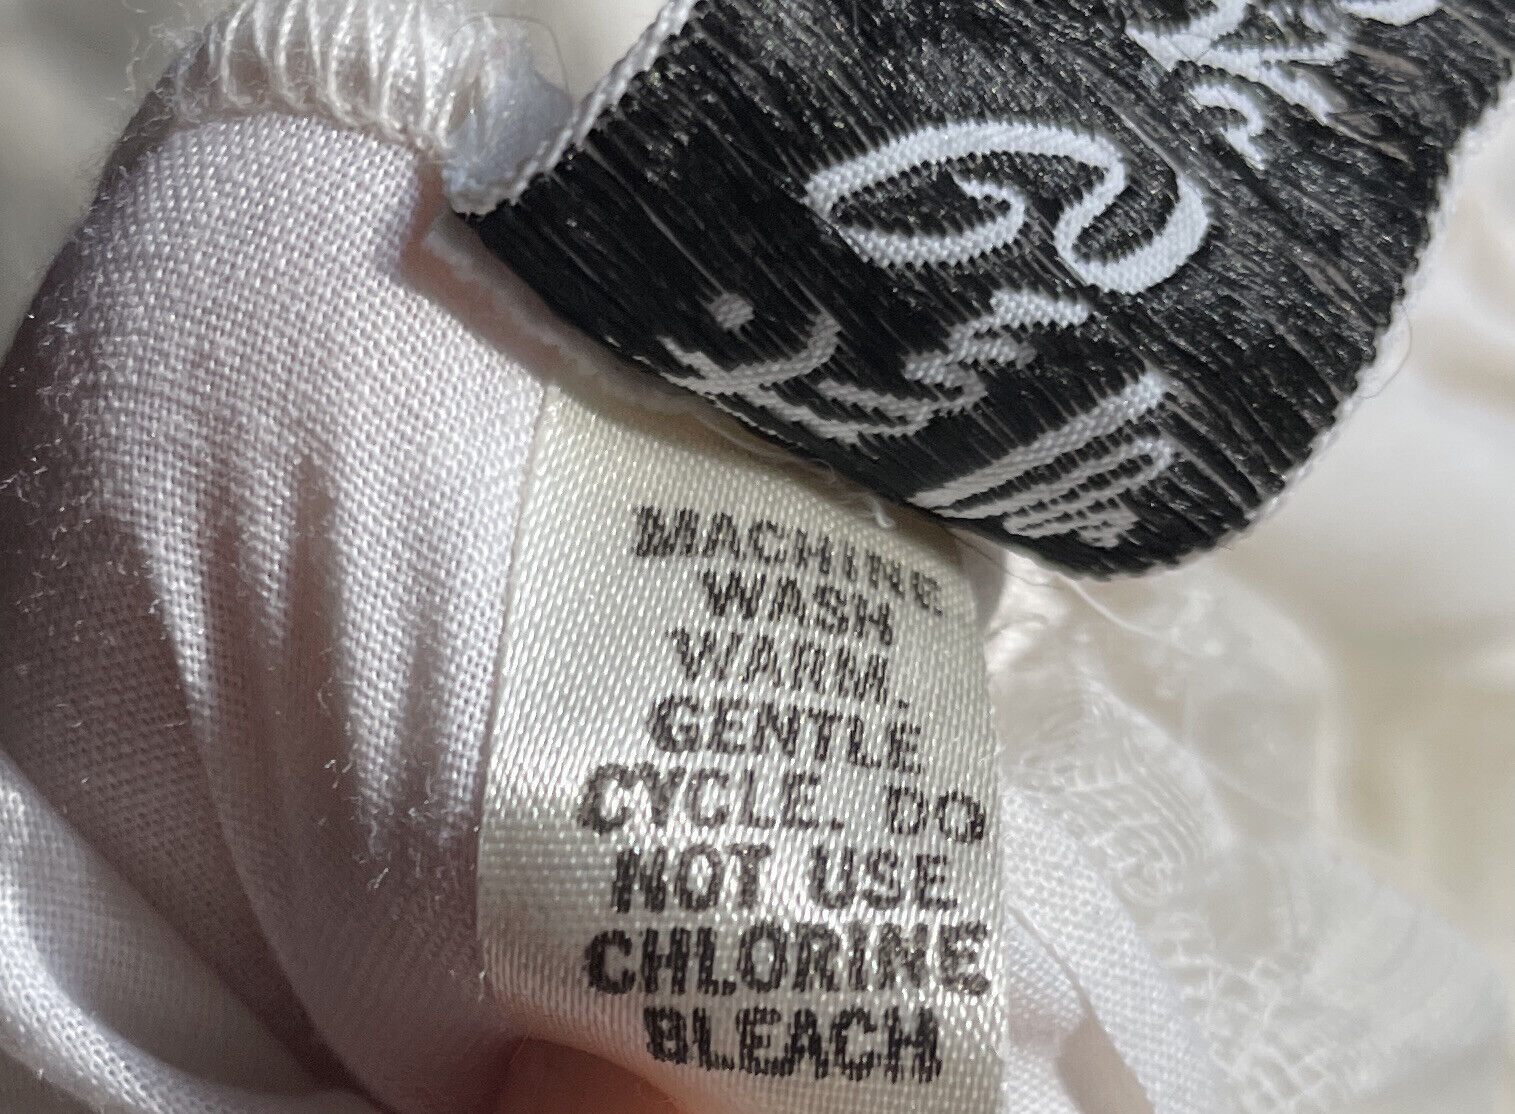 MACHINE
WASH
WARM.
GENTLE
CYCLE. DO
NOT USE
CHLORINE
BLEACH